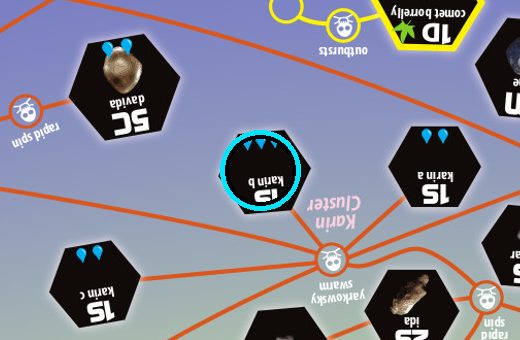 rapid
spin
2S
ida
yarkovsky
swarm
1S
karin c
Karin
Cluster
1S
karin a
karin b
rapid spin
5C
davida
outbursts
1D
comet borrelly